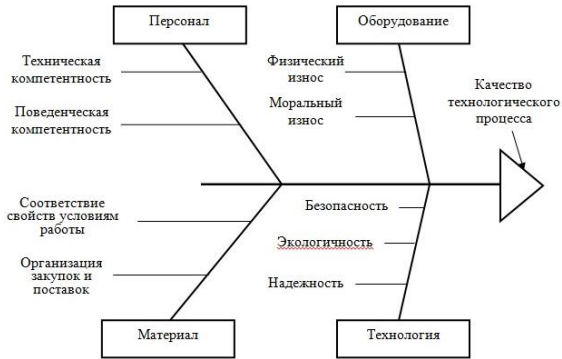 Персонал
Оборудование
Техническая
компетентность
Поведенческая
компетентность
Физический
износ
Моральный
износ
Качество
технологического
процесса
Соответствие
свойств условиям
работы
Организация
закупок и
поставок
Безопасность
Экологичность
Надежность
Материал
Технология